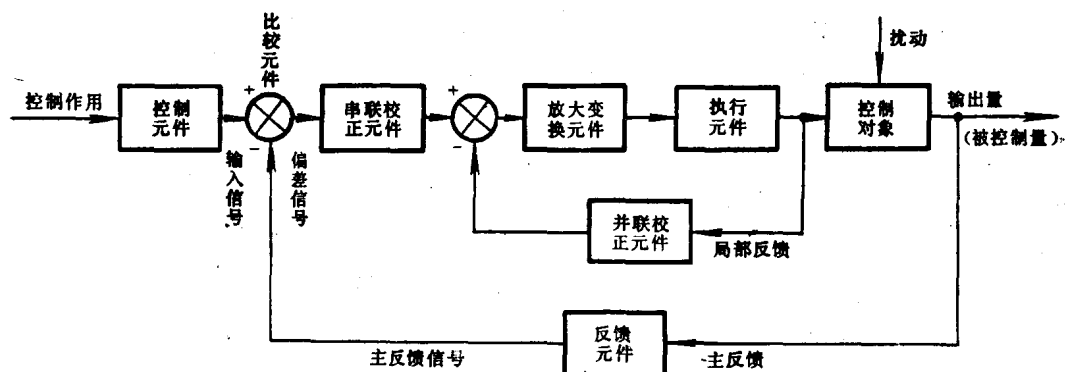 比较元件
扰动
控制作用
控制
元件
+
-
输入信号
偏差信号
串联校
正元件
+
-
放大变
换元件
执行
元件
控制
对象
输出量
(被控制量)
并联校
正元件
局部反馈
反馈
元件
主反馈信号
主反馈